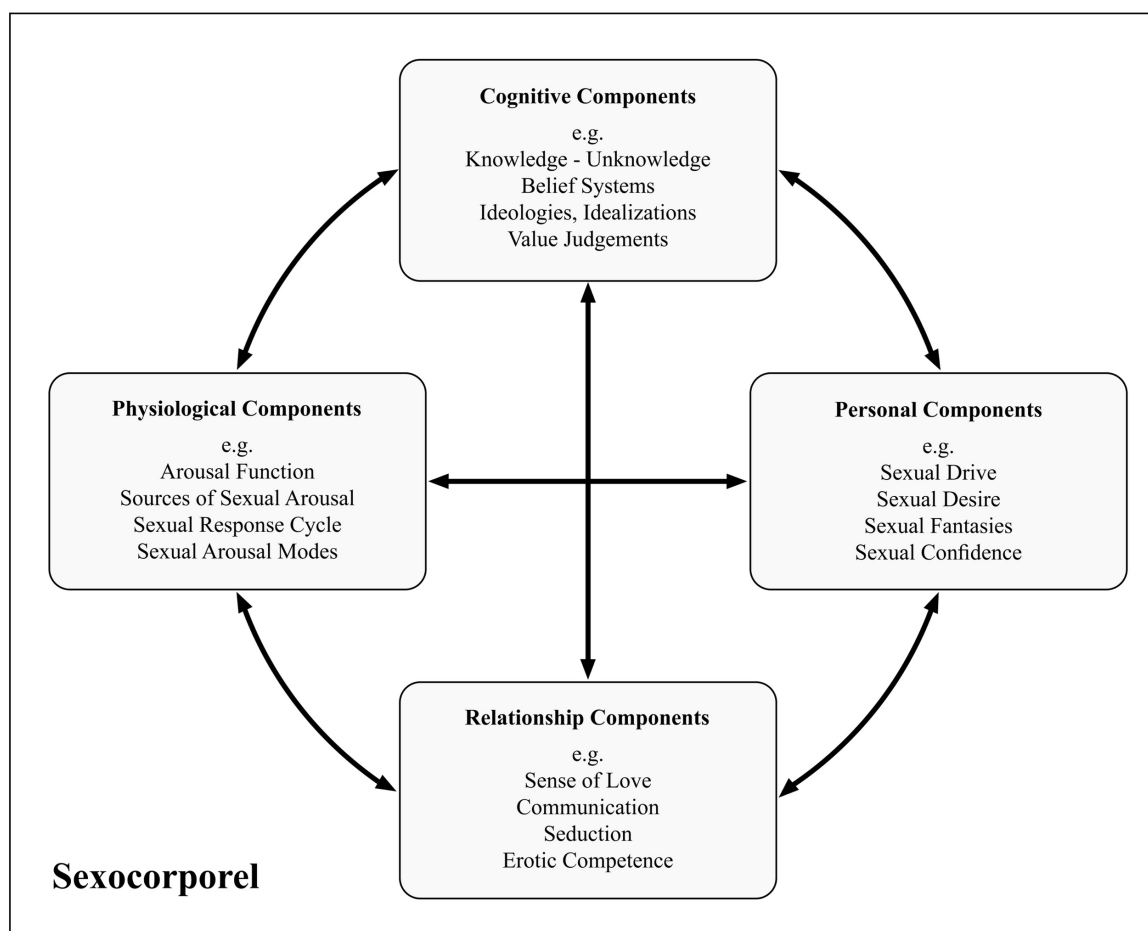 Cognitive Components
e.g.
Knowledge - Unknowledge
Belief Systems
Ideologies, Idealizations
Value Judgements
Physiological Components
e.g.
Arousal Function
Sources of Sexual Arousal
Sexual Response Cycle
Sexual Arousal Modes
Personal Components
e.g.
Sexual Drive
Sexual Desire
Sexual Fantasies
Sexual Confidence
Relationship Components
e.g.
Sense of Love
Communication
Seduction
Erotic Competence
Sexocorporel